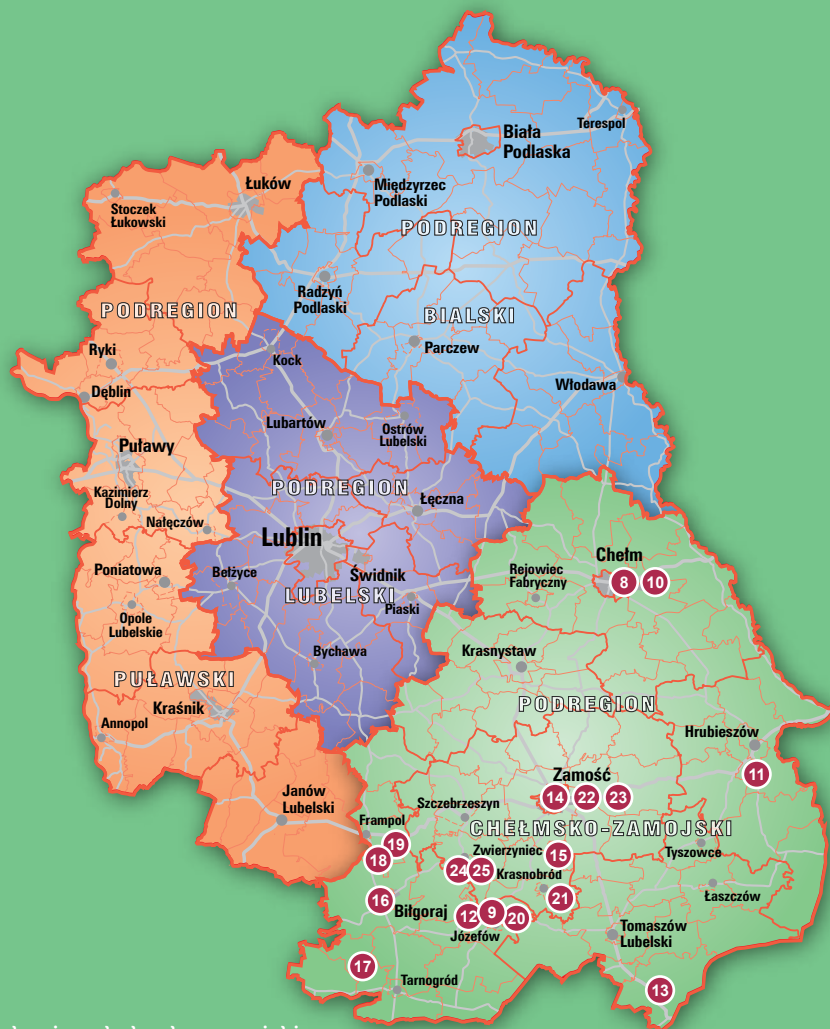 Terespol
Biała
Podlaska
Łuków
Międzyrzec
Podlaski
Stoczek
Łukowski
PODREGION
BIALSKI
Radzyń
Podlaski
PODREGION
Parczew
Ryki
Kock
Dęblin
Włodawa
Lubartów
Ostrów
Lubelski
Puławy
Kazimierz
Dolny
PODREGION
LUBELSKI
Łęczna
Nałęczów
Lublin
Chełm
8 10
Rejowiec
Fabryczny
Poniatowa
Bełżyce
Świdnik
Opole
Lubelskie
Piaski
Bychawa
Krasnystaw
PUŁAWSKI
Kraśnik
PODREGION
Annopol
Hrubieszów
11
Zamość
14 22 23
Janów
Lubelski
Szczebrzeszyn
Frampol
CHEŁMSKO-ZAMOJSKI
19
18
Zwierzyniec
15
Tyszowce
24 25
Krasnobród
21
Łaszczów
16
Biłgoraj
12 9 20
Józefów
Tomaszów
Lubelski
17
Tarnogród
13